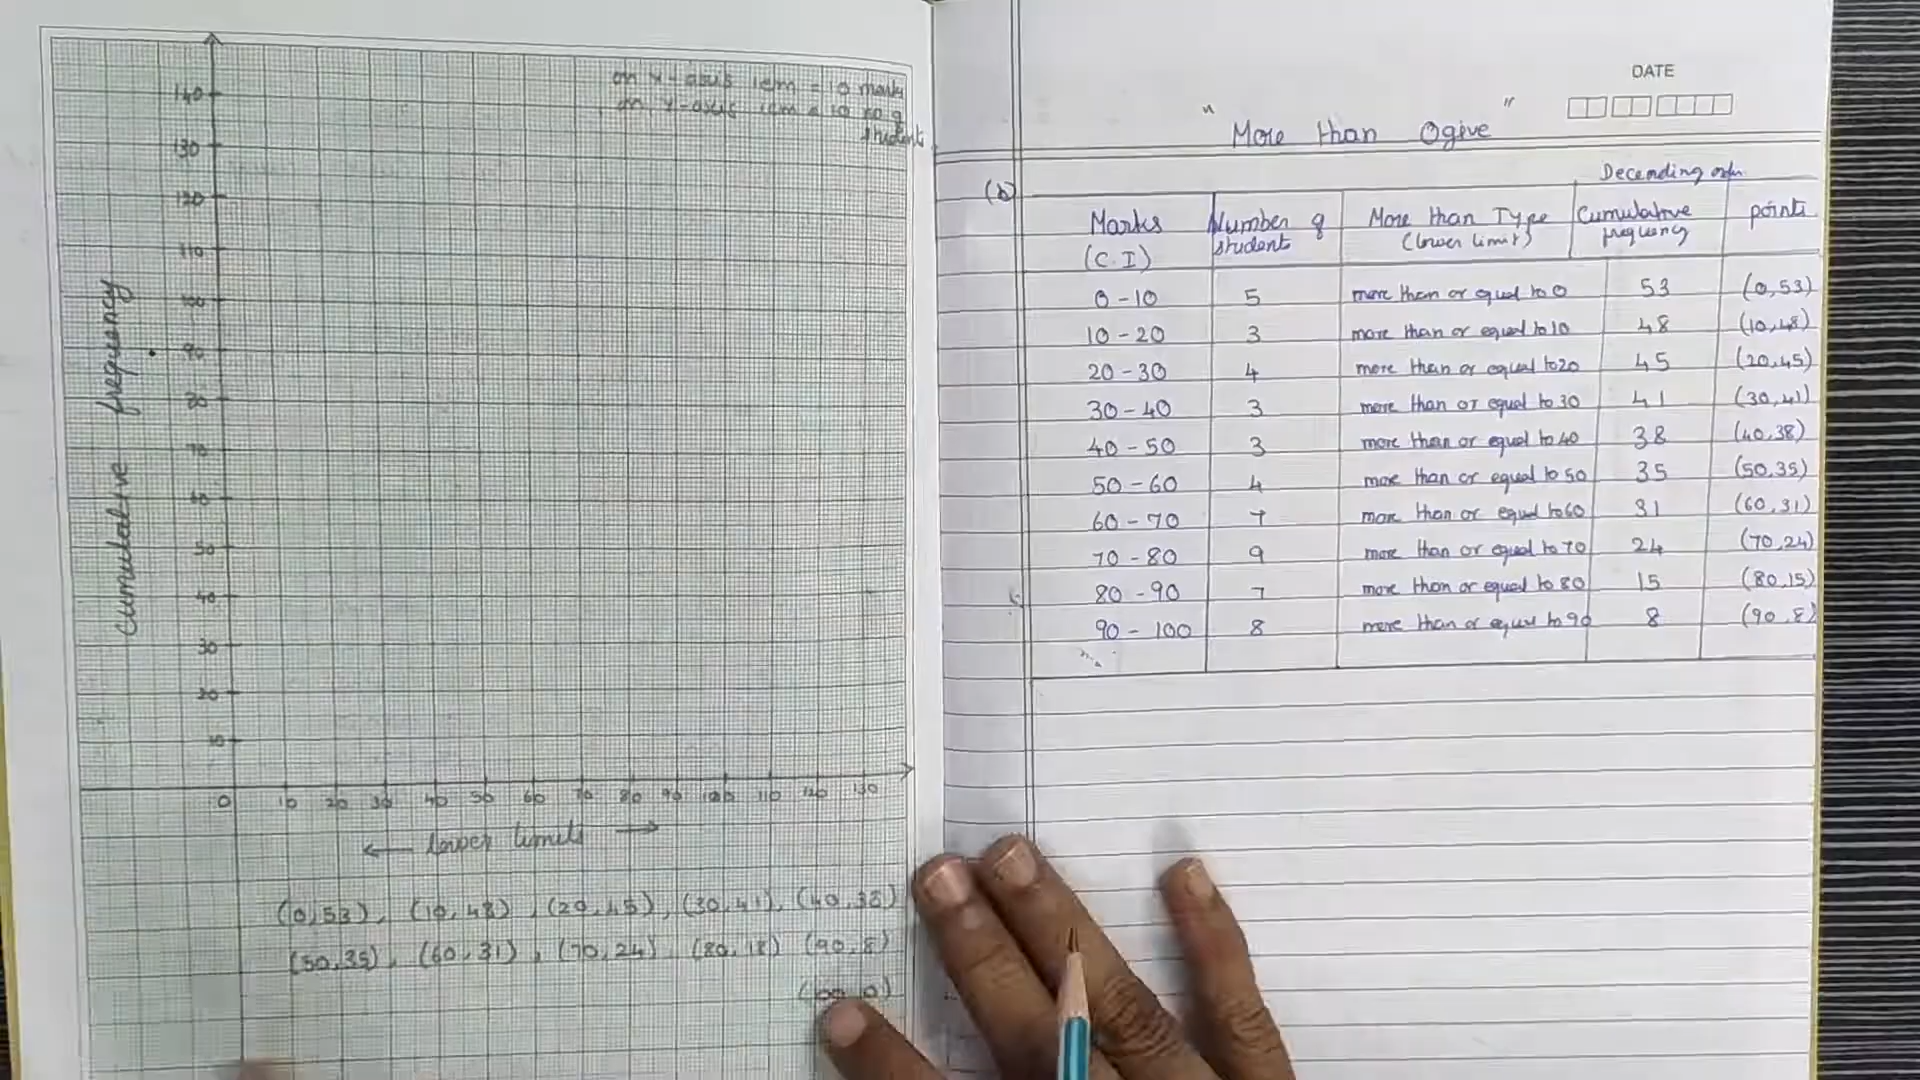 on x-axis 1cm = 10 marks
on y-axis 1cm = 10 no of
students
140
130
120
110
100
90
80
70
60
50
40
30
20
10
cumulative frequency
0 10 20 30 40 50 60 70 80 90 100 110 120 130
← lower limits →
(0,53), (10,48), (20,45), (30,41), (40,38)
(50,35), (60,31), (70,24) (80,15) (90,8)
(100,0)
DATE
" More than Ogive "
Decending order
(b)
Marks (C.I) Number of student More than Type (lower limit) Cumulative frequency points
0-10 5 more than or equal to 0 53 (0,53)
10-20 3 more than or equal to 10 48 (10,48)
20-30 4 more than or equal to 20 45 (20,45)
30-40 3 more than or equal to 30 41 (30,41)
40-50 3 more than or equal to 40 38 (40,38)
50-60 4 more than or equal to 50 35 (50,35)
60-70 7 more than or equal to 60 31 (60,31)
70-80 9 more than or equal to 70 24 (70,24)
80-90 7 more than or equal to 80 15 (80,15)
90-100 8 more than or equal to 90 8 (90,8)